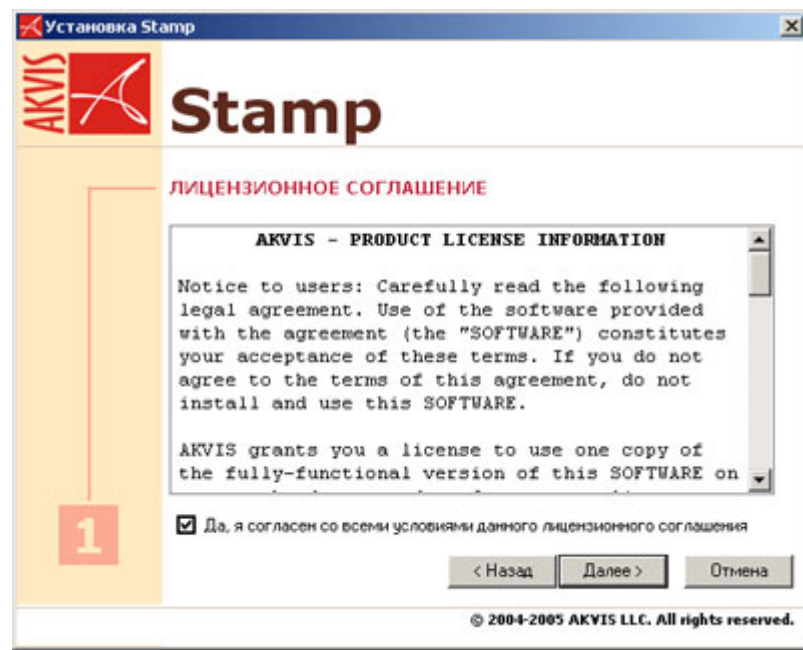 Установка Stamp
AKVIS
Stamp
ЛИЦЕНЗИОННОЕ СОГЛАШЕНИЕ
AKVIS - PRODUCT LICENSE INFORMATION
Notice to users: Carefully read the following
legal agreement. Use of the software provided
with the agreement (the "SOFTWARE") constitutes
your acceptance of these terms. If you do not
agree to the terms of this agreement, do not
install and use this SOFTWARE.
AKVIS grants you a license to use one copy of
the fully-functional version of this SOFTWARE on
1
Да, я согласен со всеми условиями данного лицензионного соглашения
< Назад
Далее >
Отмена
© 2004-2005 AKVIS LLC. All rights reserved.